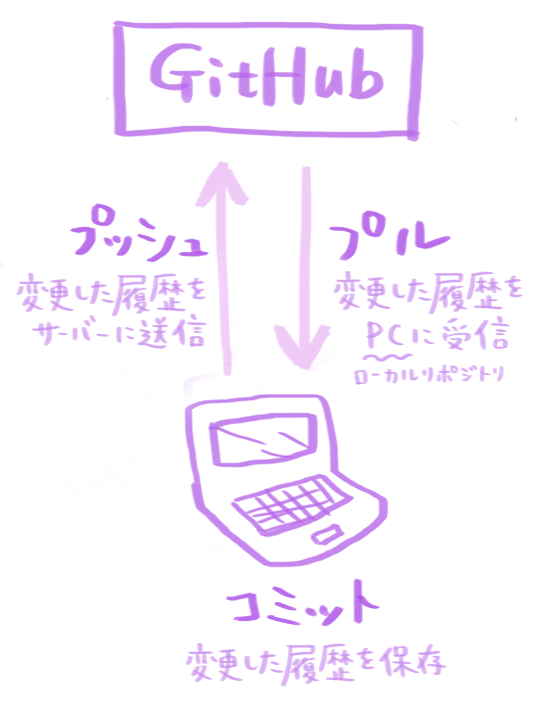 GitHub
プッシュ
変更した履歴を
サーバーに送信
プル
変更した履歴を
PCに受信
ローカルリポジトリ
コミット
変更した履歴を保存